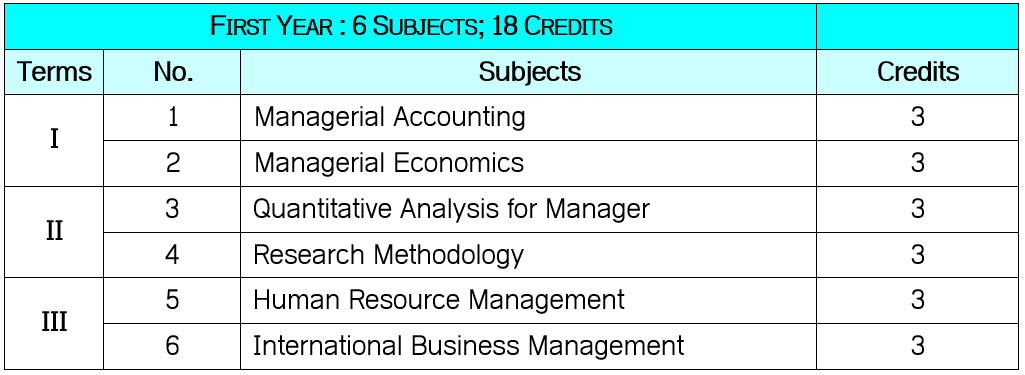 FIRST YEAR : 6 SUBJECTS; 18 CREDITS
Terms No. Subjects Credits
I
1 Managerial Accounting 3
2 Managerial Economics 3
II
3 Quantitative Analysis for Manager 3
4 Research Methodology 3
III
5 Human Resource Management 3
6 International Business Management 3